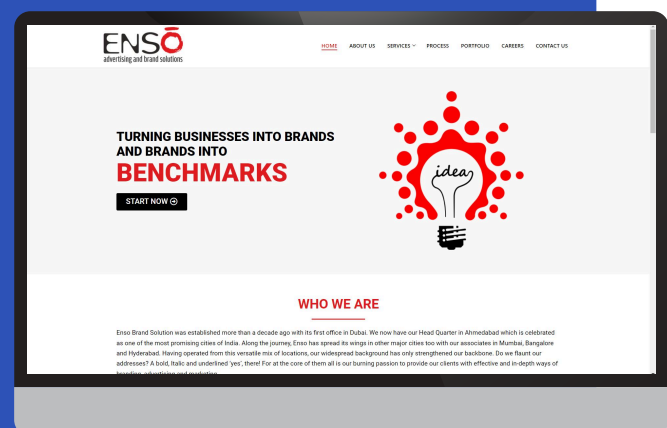 ENSŌ
advertising and brand solutions
HOME ABOUT US SERVICES PROCESS PORTFOLIO CAREERS CONTACT US
TURNING BUSINESSES INTO BRANDS
AND BRANDS INTO
BENCHMARKS
START NOW
idea
WHO WE ARE
Enso Brand Solution was established more than a decade ago with its first office in Dubai. We now have our Head Quarter in Ahmedabad which is celebrated
as one of the most promising cities of India. Along the journey, Enso has spread its wings in other major cities too with our associates in Mumbai, Bangalore
and Hyderabad. Having operated from this versatile mix of locations, our widespread background has only strengthened our backbone. Do we flaunt our
addresses? A bold, Italic and underlined 'yes', there! For at the core of them all is our burning passion to provide our clients with effective and in-depth ways of
branding, advertising and marketing.